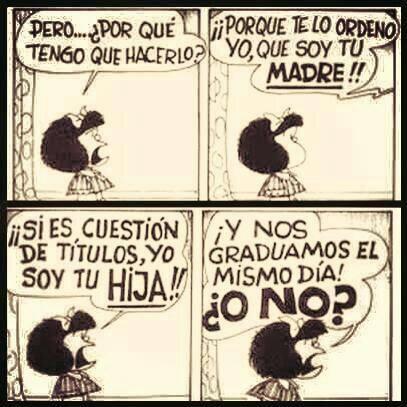 PERO...¿POR QUÉ
TENGO QUE HACERLO?
¡¡PORQUE TE LO ORDENO
YO, QUE SOY TU
MADRE!!
¡¡SI ES CUESTIÓN
DE TÍTULOS, YO
SOY TU HIJA!!
¡Y NOS
GRADUAMOS EL
MISMO DÍA!
¿O NO?